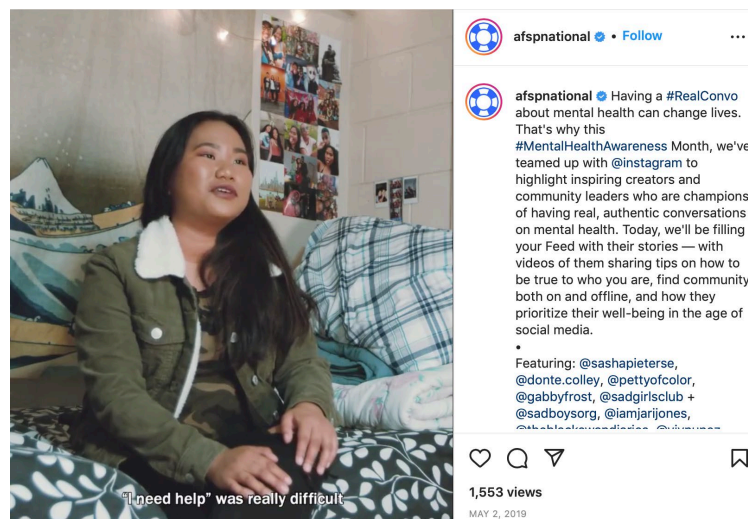 afspnational • Follow
afspnational Having a #RealConvo
about mental health can change lives.
That's why this
#MentalHealthAwareness Month, we've
teamed up with @instagram to
highlight inspiring creators and
community leaders who are champions
of having real, authentic conversations
on mental health. Today, we'll be filling
your Feed with their stories — with
videos of them sharing tips on how to
be true to who you are, find community
both on and offline, and how they
prioritize their well-being in the age of
social media.
•
Featuring: @sashapieterse,
@donte.colley, @pettyofcolor,
@gabbyfrost, @sadgirlsclub +
@sadboysorg, @iamjarijones,
"I need help" was really difficult
1,553 views
MAY 2, 2019